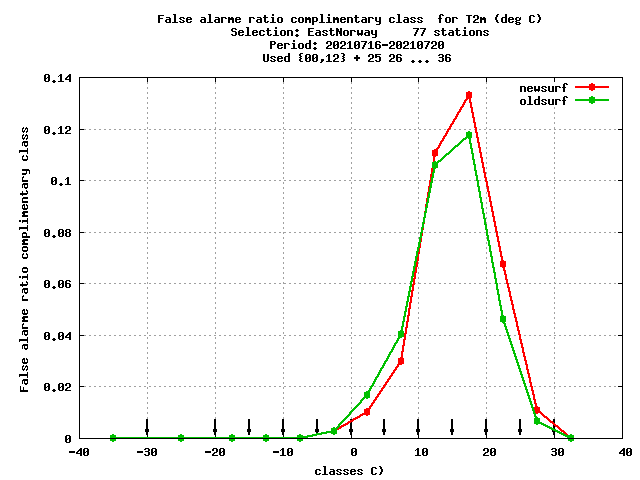 False alarme ratio complimentary class  for T2m (deg C)
Selection: EastNorway     77 stations
Period: 20210716-20210720
Used {00,12} + 25 26 ... 36
newsurf
oldsurf
0.14
0.12
0.1
0.08
0.06
0.04
0.02
0
False alarme ratio complimentary class
-40 -30 -20 -10 0 10 20 30 40
classes C)